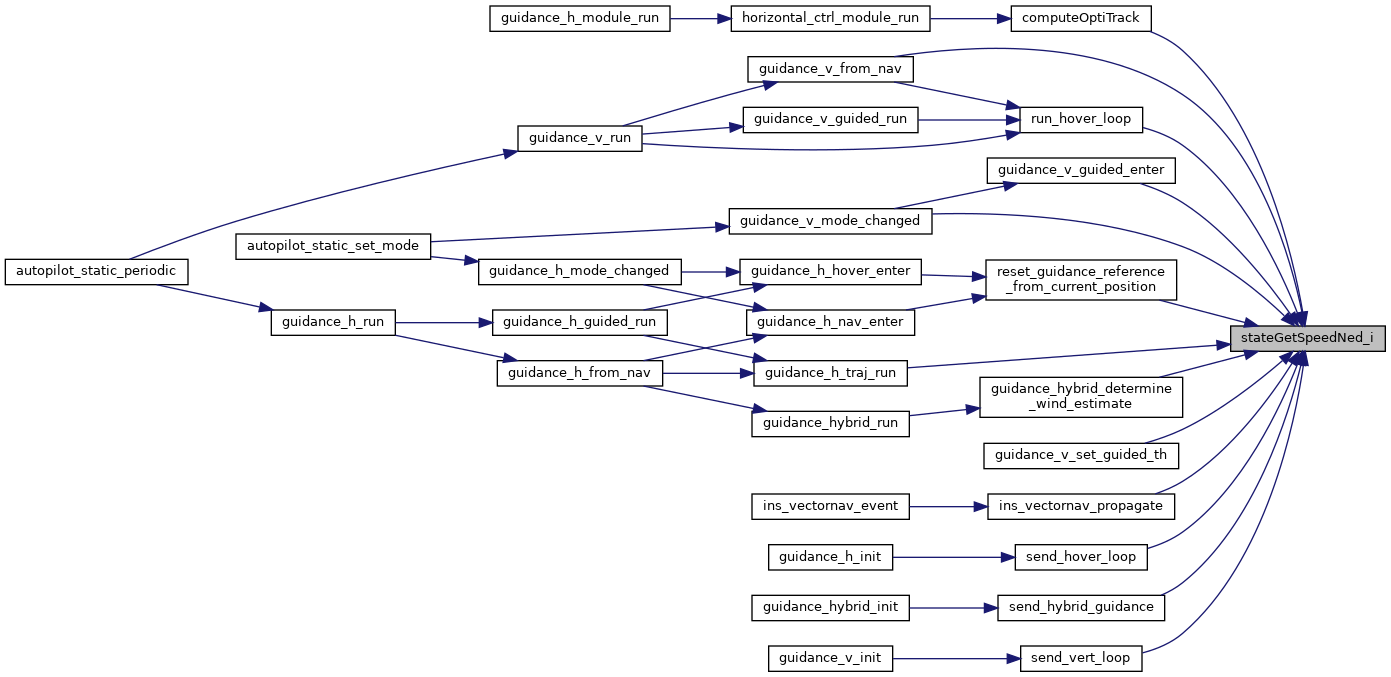 guidance_h_module_run
horizontal_ctrl_module_run
computeOptiTrack
guidance_v_from_nav
guidance_v_run
guidance_v_guided_run
run_hover_loop
guidance_v_guided_enter
guidance_v_mode_changed
autopilot_static_set_mode
autopilot_static_periodic
guidance_h_mode_changed
guidance_h_hover_enter
reset_guidance_reference
_from_current_position
guidance_h_run
guidance_h_guided_run
guidance_h_nav_enter
stateGetSpeedNed_i
guidance_h_from_nav
guidance_h_traj_run
guidance_hybrid_determine
_wind_estimate
guidance_hybrid_run
guidance_v_set_guided_th
ins_vectornav_event
ins_vectornav_propagate
guidance_h_init
send_hover_loop
guidance_hybrid_init
send_hybrid_guidance
guidance_v_init
send_vert_loop